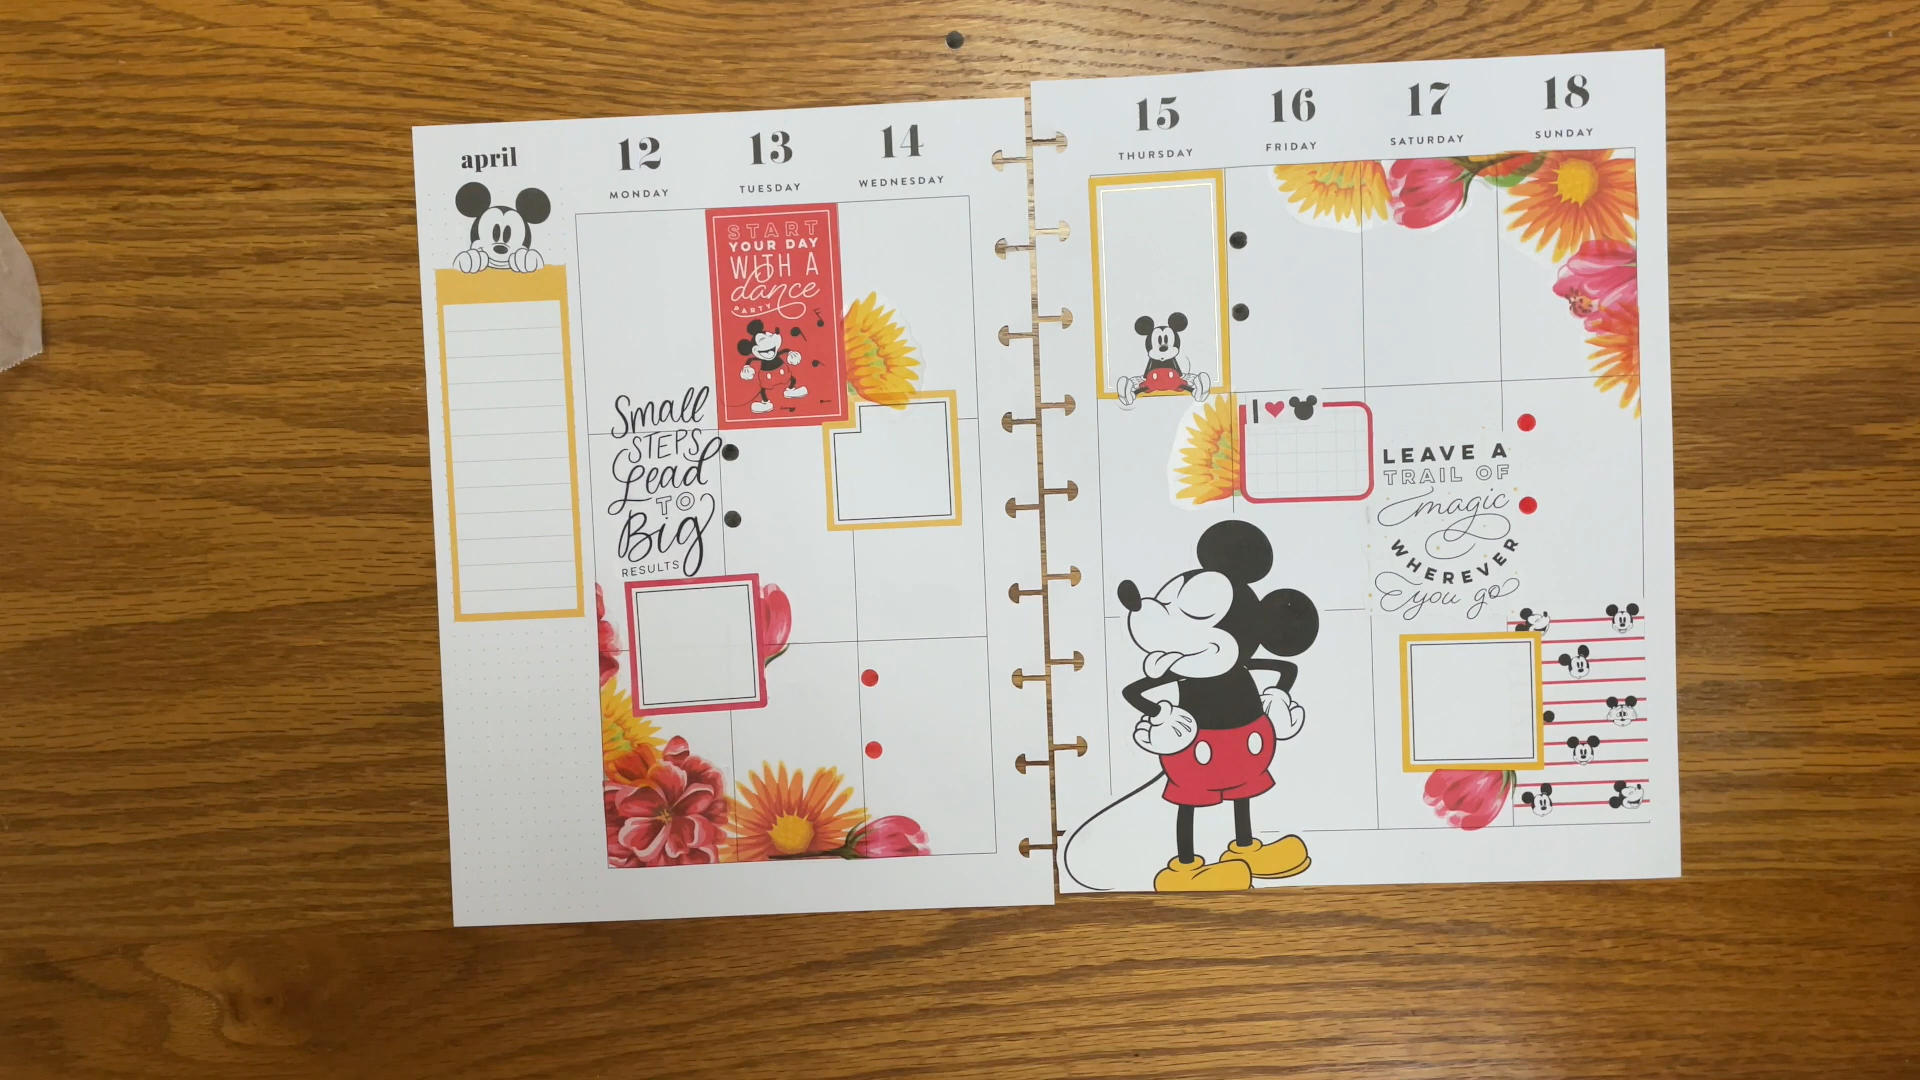 april
12
MONDAY
13
TUESDAY
14
WEDNESDAY
START
YOUR DAY
WITH A
dance
PARTY
Small
STEPS
Lead
TO
Big
RESULTS
15
THURSDAY
16
FRIDAY
17
SATURDAY
18
SUNDAY
I
LEAVE A
TRAIL OF
magic
WHEREVER
you go